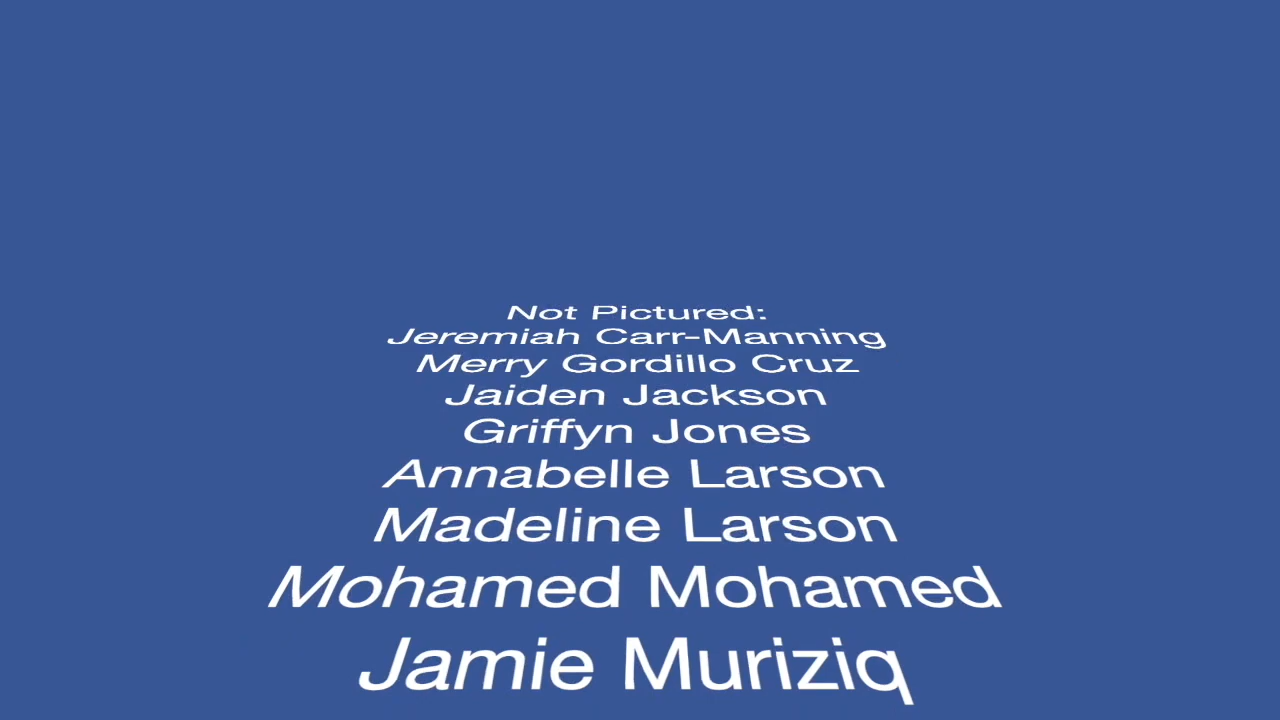 Not Pictured:
Jeremiah Carr-Manning
Merry Gordillo Cruz
Jaiden Jackson
Griffyn Jones
Annabelle Larson
Madeline Larson
Mohamed Mohamed
Jamie Muriziq